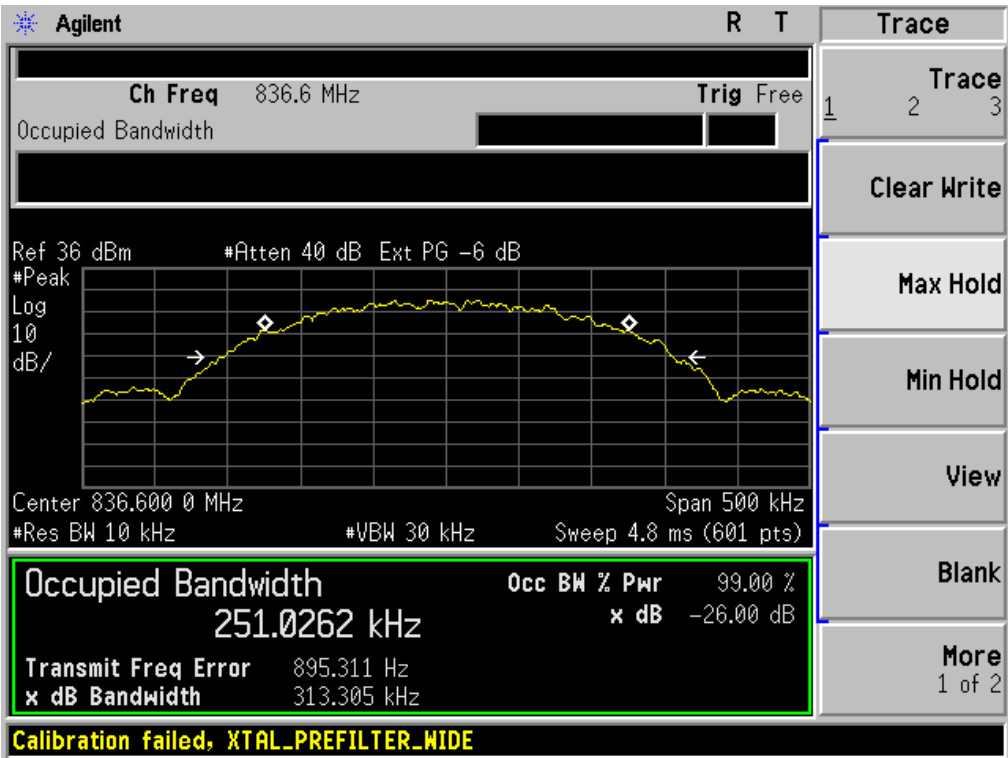 Agilent R T Trace
Ch Freq 836.6 MHz Trig Free
Occupied Bandwidth
Trace
1 2 3
Clear Write
Ref 36 dBm #Atten 40 dB Ext PG -6 dB
#Peak
Log
10
dB/
Max Hold
Min Hold
View
Center 836.600 0 MHz Span 500 kHz
#Res BW 10 kHz #VBW 30 kHz Sweep 4.8 ms (601 pts)
Occupied Bandwidth
251.0262 kHz
Occ BW % Pwr 99.00 %
x dB -26.00 dB
Transmit Freq Error 895.311 Hz
x dB Bandwidth 313.305 kHz
Blank
More
1 of 2
Calibration failed, XTAL_PREFILTER_WIDE